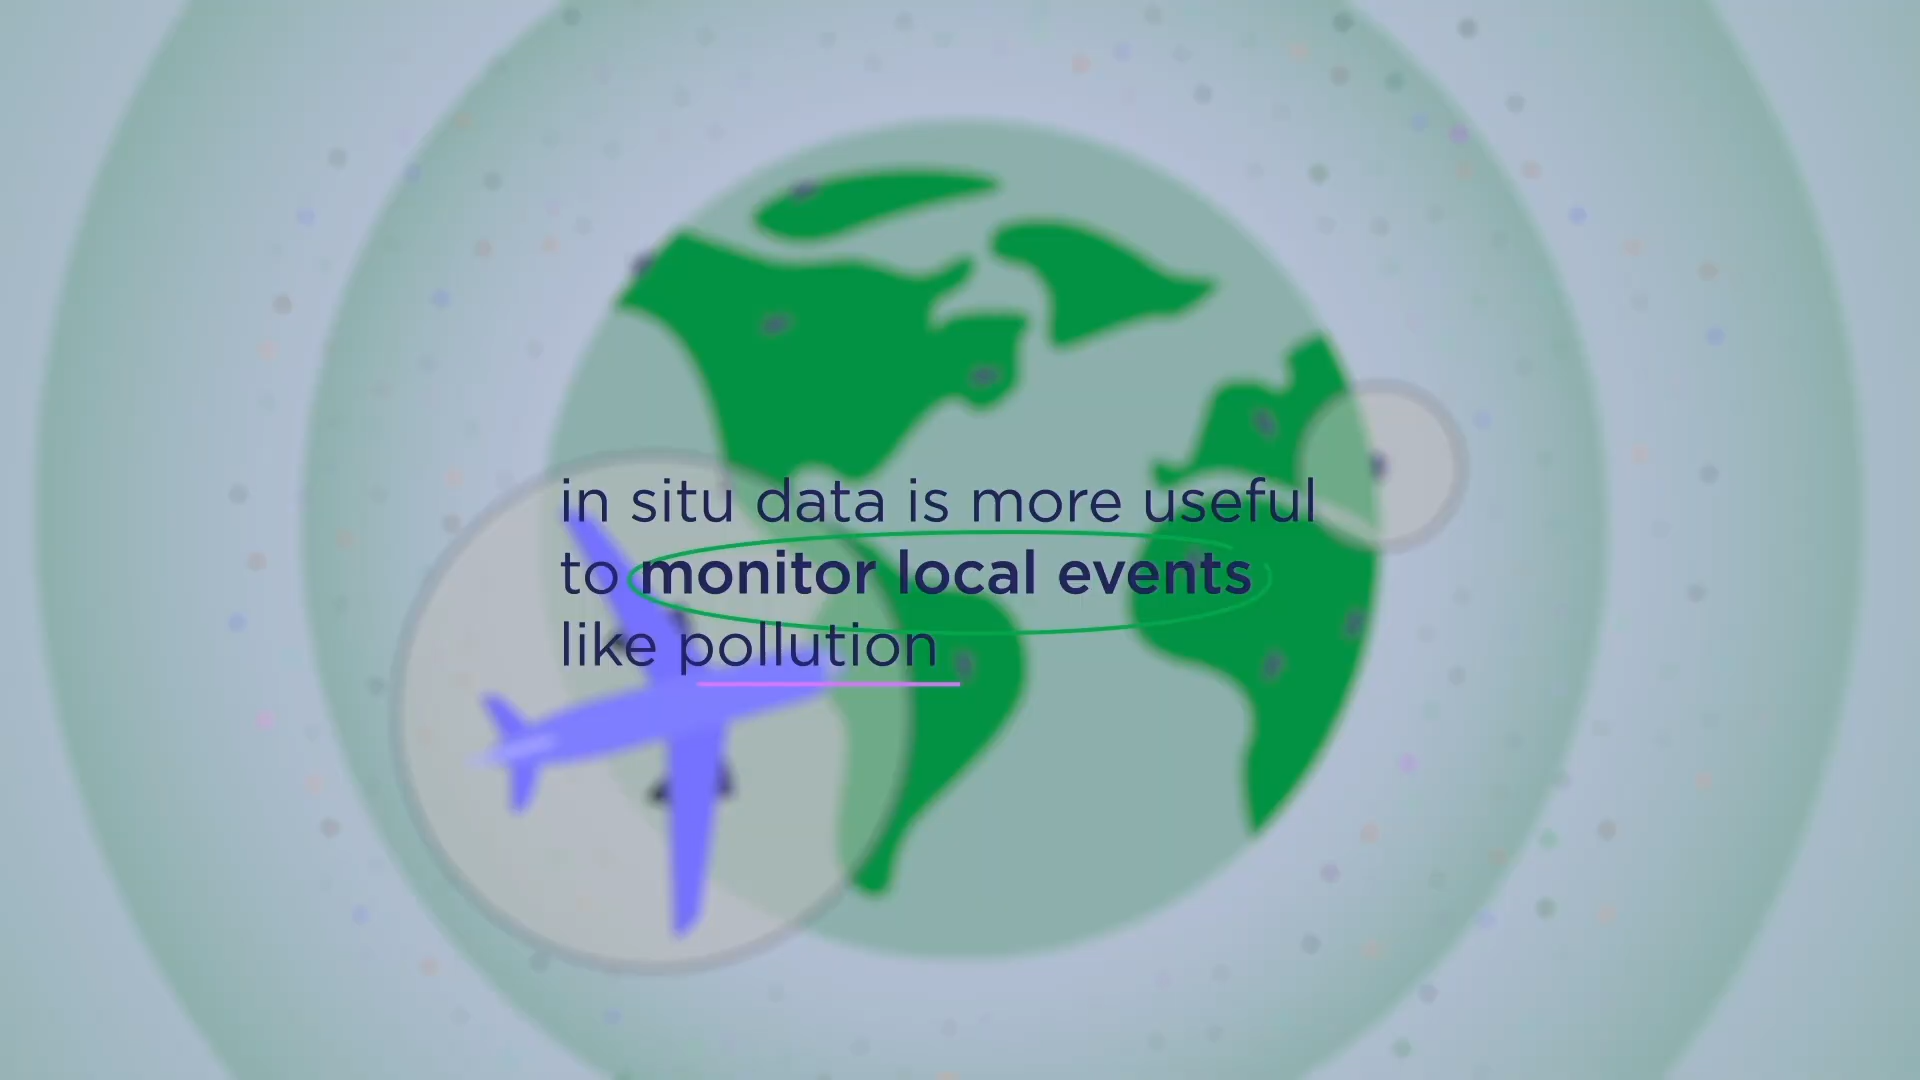 in situ data is more useful
to monitor local events
like pollution